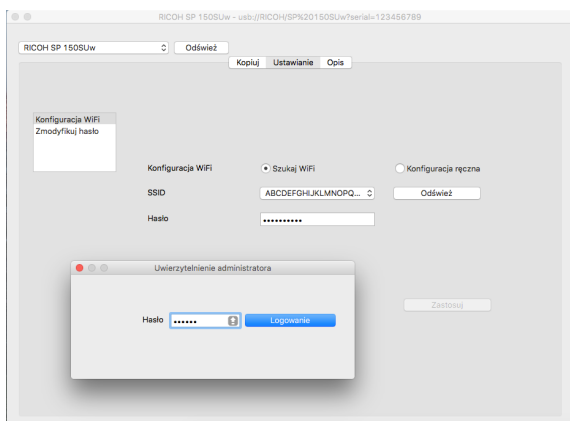 RICOH SP 150SUw - usb://RICOH/SP%20150SUw?serial=123456789
RICOH SP 150SUw Odśwież
Kopiuj Ustawianie Opis
Konfiguracja WiFi
Zmodyfikuj hasło
Konfiguracja WiFi Szukaj WiFi Konfiguracja ręczna
SSID ABCDEFGHIJKLMNOPQ... Odśwież
Hasło ••••••••••
Uwierzytelnienie administratora
Zastosuj
Hasło •••••• Logowanie